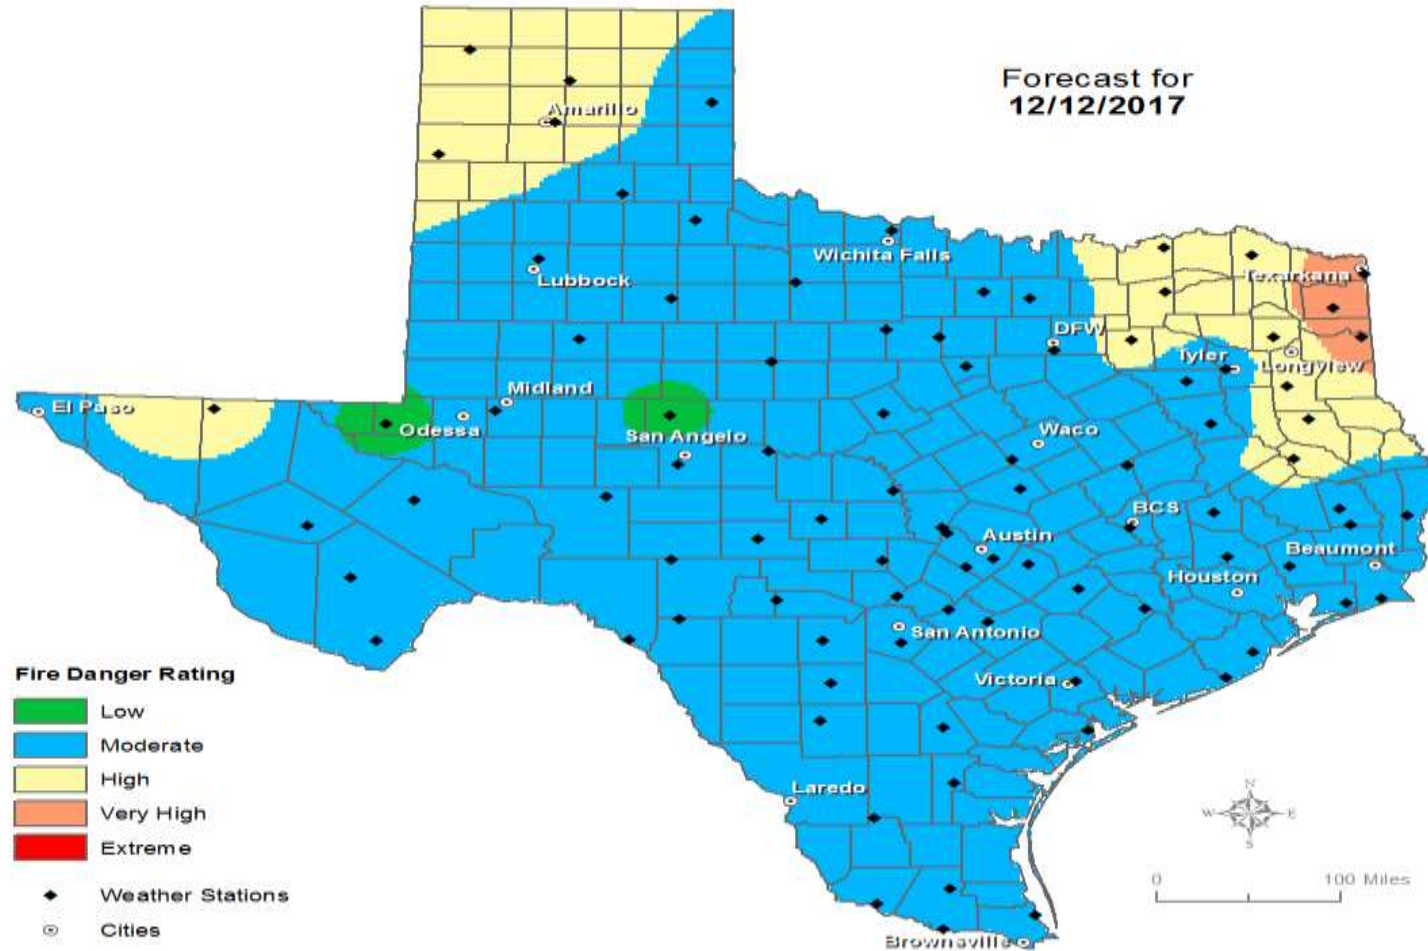 Forecast for
12/12/2017
Amarillo
Wichita Falls
Lubbock
Texarkana
DFW
Tyler
Longview
Midland
El Paso
Odessa
San Angelo
Waco
BCS
Austin
Beaumont
Houston
San Antonio
Victoria
Laredo
Brownsville
Fire Danger Rating
Low
Moderate
High
Very High
Extreme
Weather Stations
Cities
N
W E
S
0 100 Miles